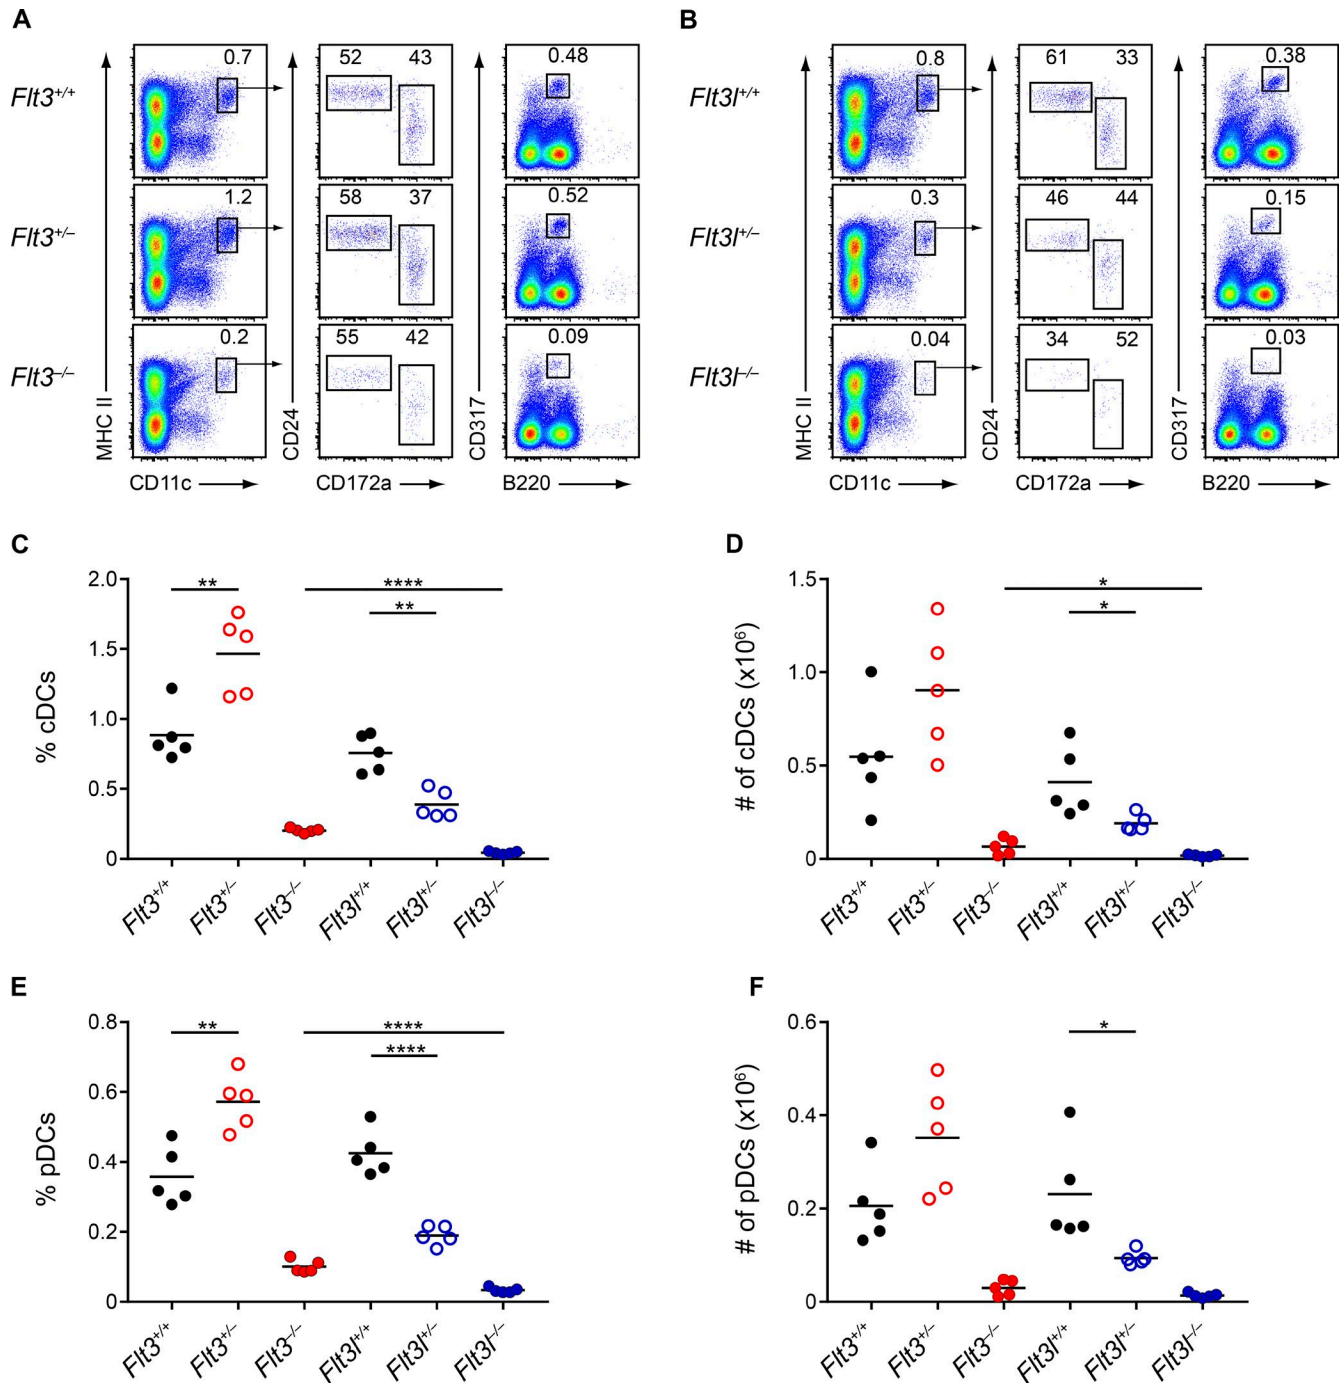 A
B
0.7 52 43 0.48
Flt3+/+
1.2 58 37 0.52
Flt3+/–
0.2 55 42 0.09
Flt3–/–
MHC II
CD24
CD317
CD11c
CD172a
B220
0.8 61 33 0.38
Flt3l+/+
0.3 46 44 0.15
Flt3l+/–
0.04 34 52 0.03
Flt3l–/–
MHC II
CD24
CD317
CD11c
CD172a
B220
C
% cDCs
2.0
1.5
1.0
0.5
0
**
****
**
Flt3+/+
Flt3+/–
Flt3–/–
Flt3l+/+
Flt3l+/–
Flt3l–/–
D
# of cDCs (x10⁶)
1.5
1.0
0.5
0
*
*
Flt3+/+
Flt3+/–
Flt3–/–
Flt3l+/+
Flt3l+/–
Flt3l–/–
E
% pDCs
0.8
0.6
0.4
0.2
0
**
****
****
Flt3+/+
Flt3+/–
Flt3–/–
Flt3l+/+
Flt3l+/–
Flt3l–/–
F
# of pDCs (x10⁶)
0.6
0.4
0.2
0
*
Flt3+/+
Flt3+/–
Flt3–/–
Flt3l+/+
Flt3l+/–
Flt3l–/–